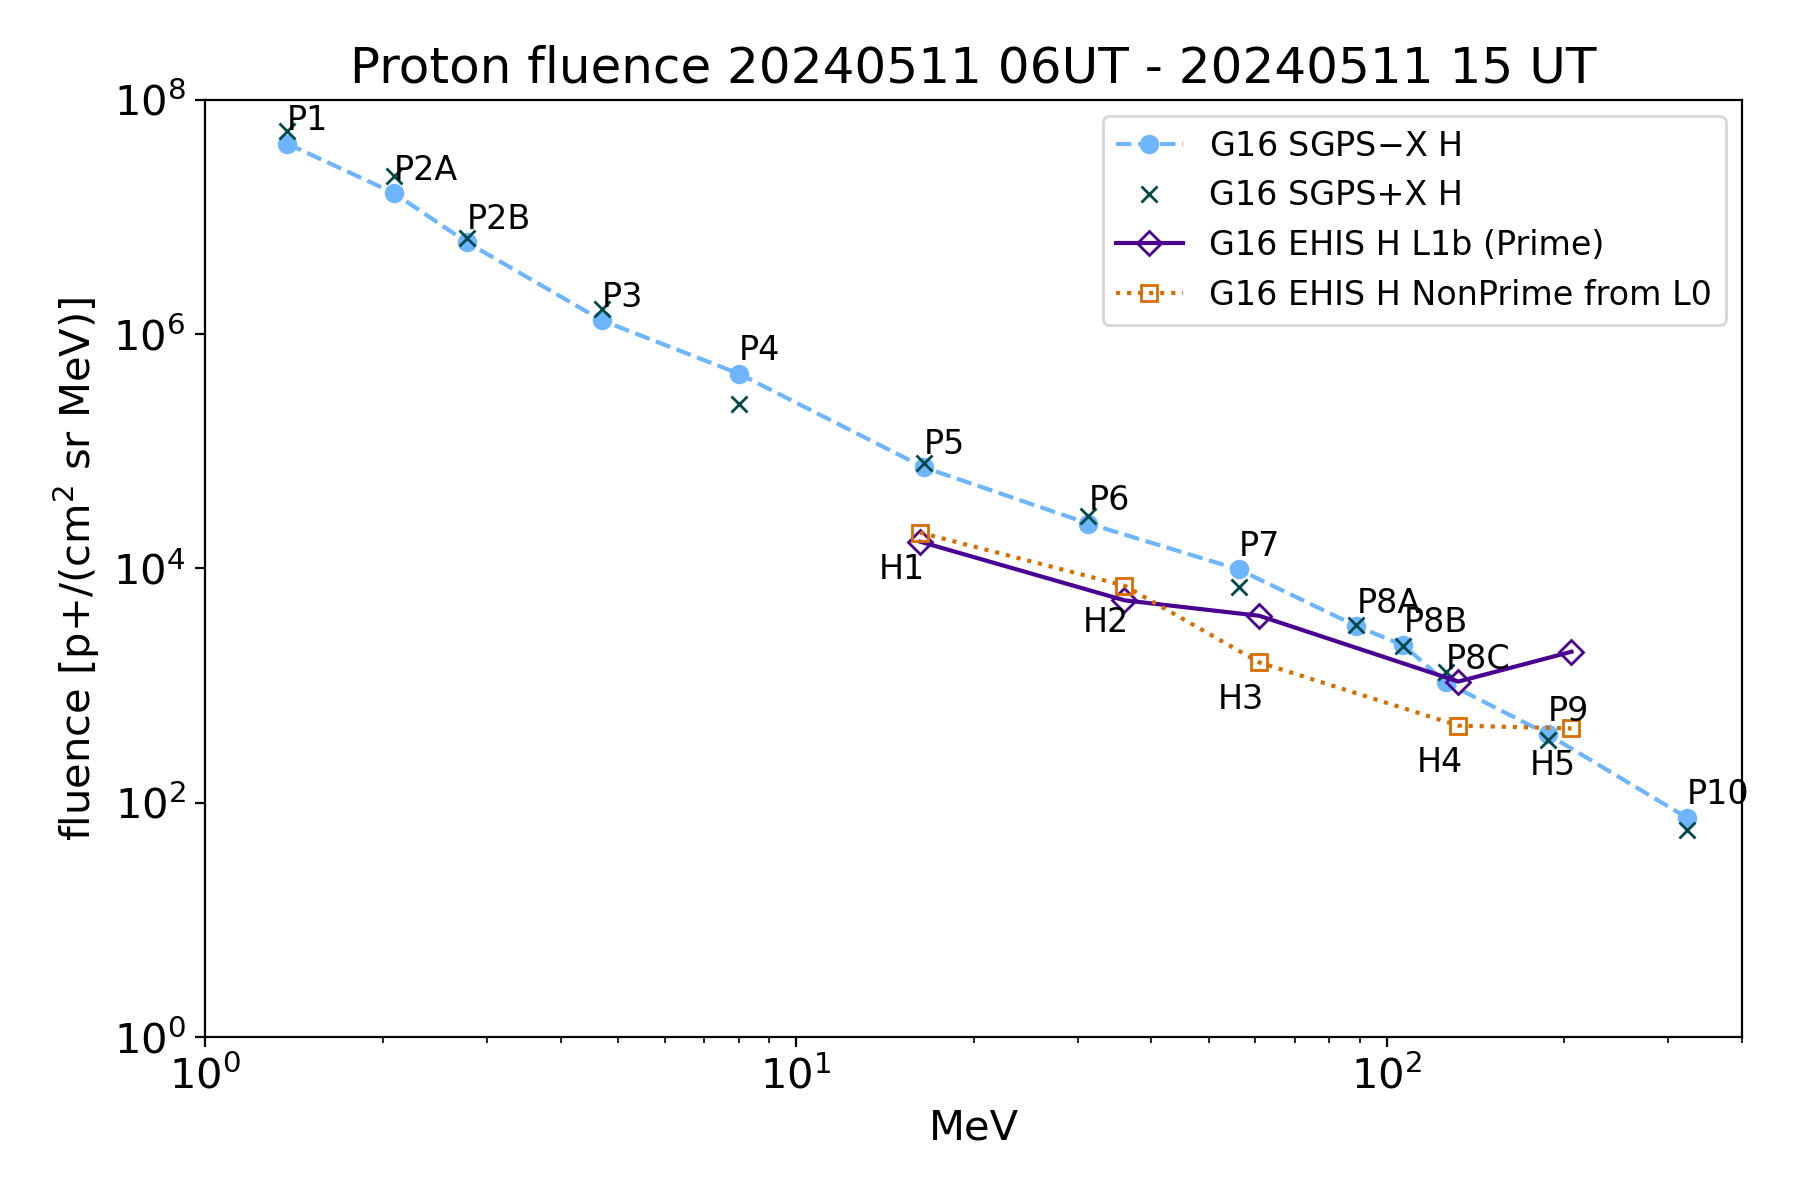 Proton fluence 20240511 06UT - 20240511 15 UT
fluence [p+/(cm² sr MeV)]
10⁸
10⁶
10⁴
10²
10⁰
G16 SGPS−X H
G16 SGPS+X H
G16 EHIS H L1b (Prime)
G16 EHIS H NonPrime from L0
P1
P2A
P2B
P3
P4
P5
P6
P7
P8A
P8B
P8C
P9
P10
H1
H2
H3
H4
H5
10⁰ 10¹ 10²
MeV